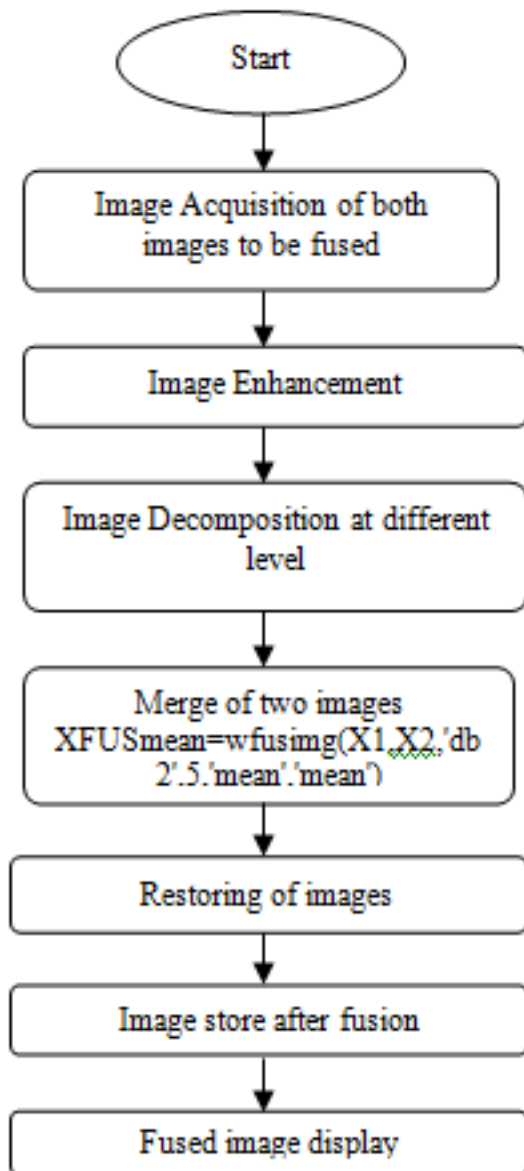 Start
Image Acquisition of both
images to be fused
Image Enhancement
Image Decomposition at different
level
Merge of two images
XFUSmean=wfusimg(X1,X2,'db
2',5,'mean','mean')
Restoring of images
Image store after fusion
Fused image display